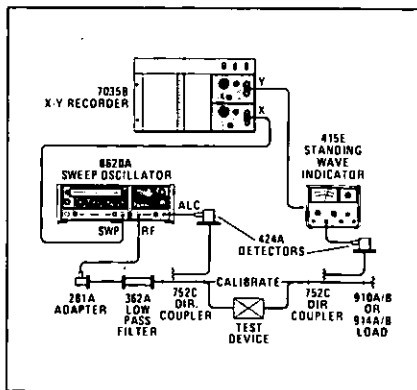 Y
7035B
X-Y RECORDER
X
415E
STANDING
WAVE
INDICATOR
8620A
SWEEP OSCILLATOR
ALC
SWP
RF
424A
DETECTORS
281A
ADAPTER
362A
LOW
PASS
FILTER
752C
DIR.
COUPLER
CALIBRATE
TEST
DEVICE
752C
DIR
COUPLER
910A/B
OR
914A/B
LOAD